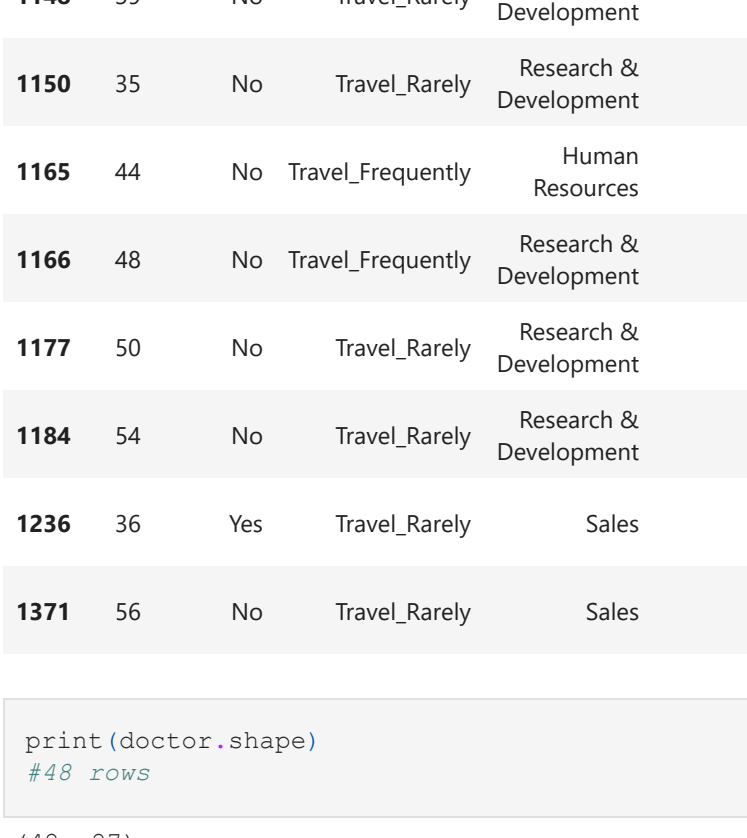 Development
1150 35 No Travel_Rarely Research &
Development
1165 44 No Travel_Frequently Human
Resources
1166 48 No Travel_Frequently Research &
Development
1177 50 No Travel_Rarely Research &
Development
1184 54 No Travel_Rarely Research &
Development
1236 36 Yes Travel_Rarely Sales
1371 56 No Travel_Rarely Sales
print(doctor.shape)
#48 rows